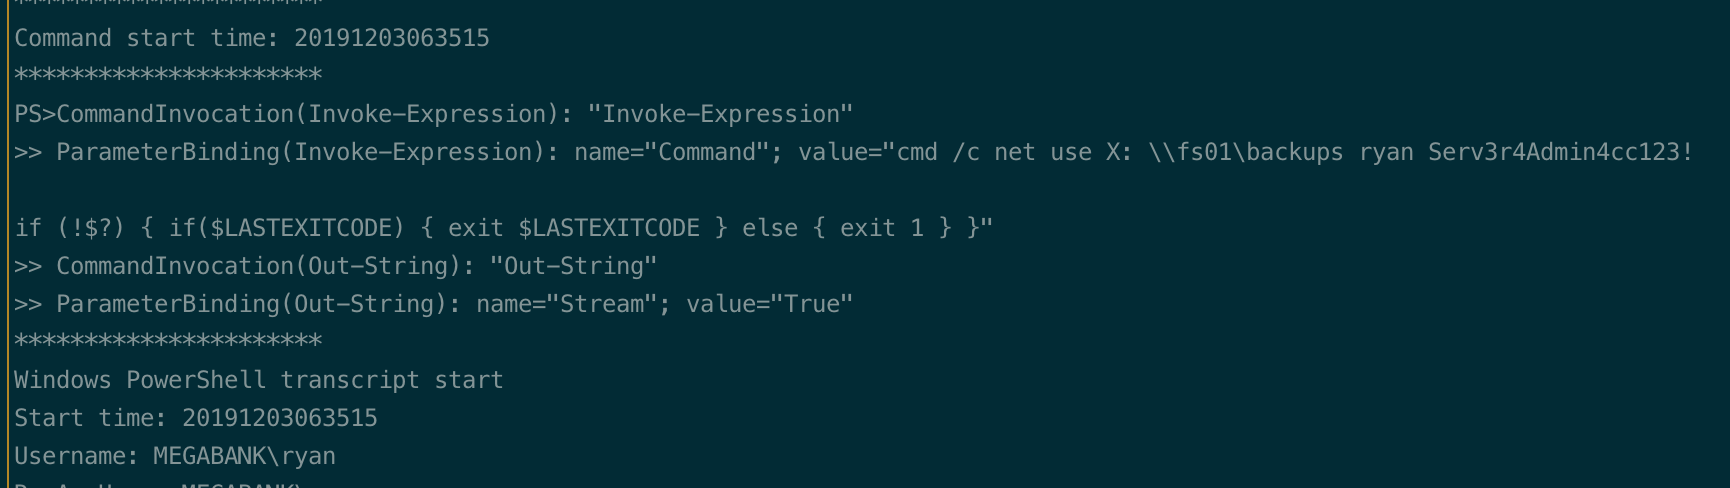 **********************
Command start time: 20191203063515
**********************
PS>CommandInvocation(Invoke-Expression): "Invoke-Expression"
>> ParameterBinding(Invoke-Expression): name="Command"; value="cmd /c net use X: \\fs01\backups ryan Serv3r4Admin4cc123!
if (!$?) { if($LASTEXITCODE) { exit $LASTEXITCODE } else { exit 1 } }"
>> CommandInvocation(Out-String): "Out-String"
>> ParameterBinding(Out-String): name="Stream"; value="True"
**********************
Windows PowerShell transcript start
Start time: 20191203063515
Username: MEGABANK\ryan